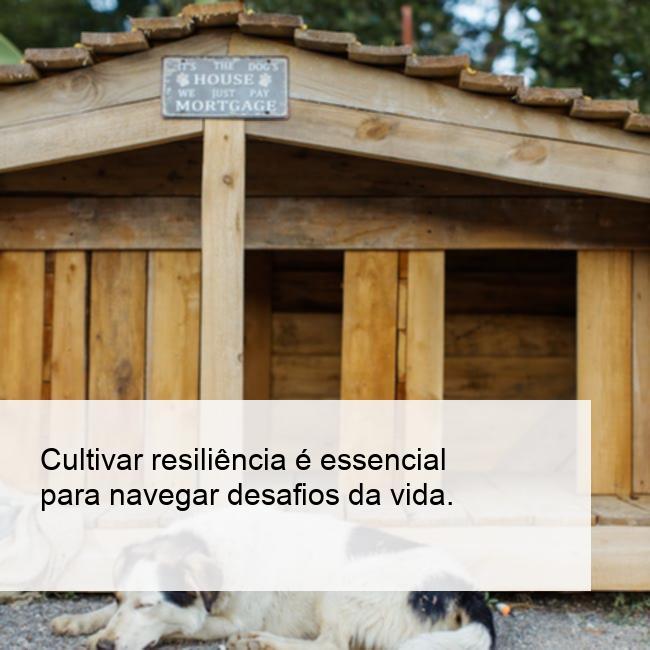 IT'S THE DOG'S
HOUSE
WE JUST PAY
MORTGAGE
Cultivar resiliência é essencial
para navegar desafios da vida.